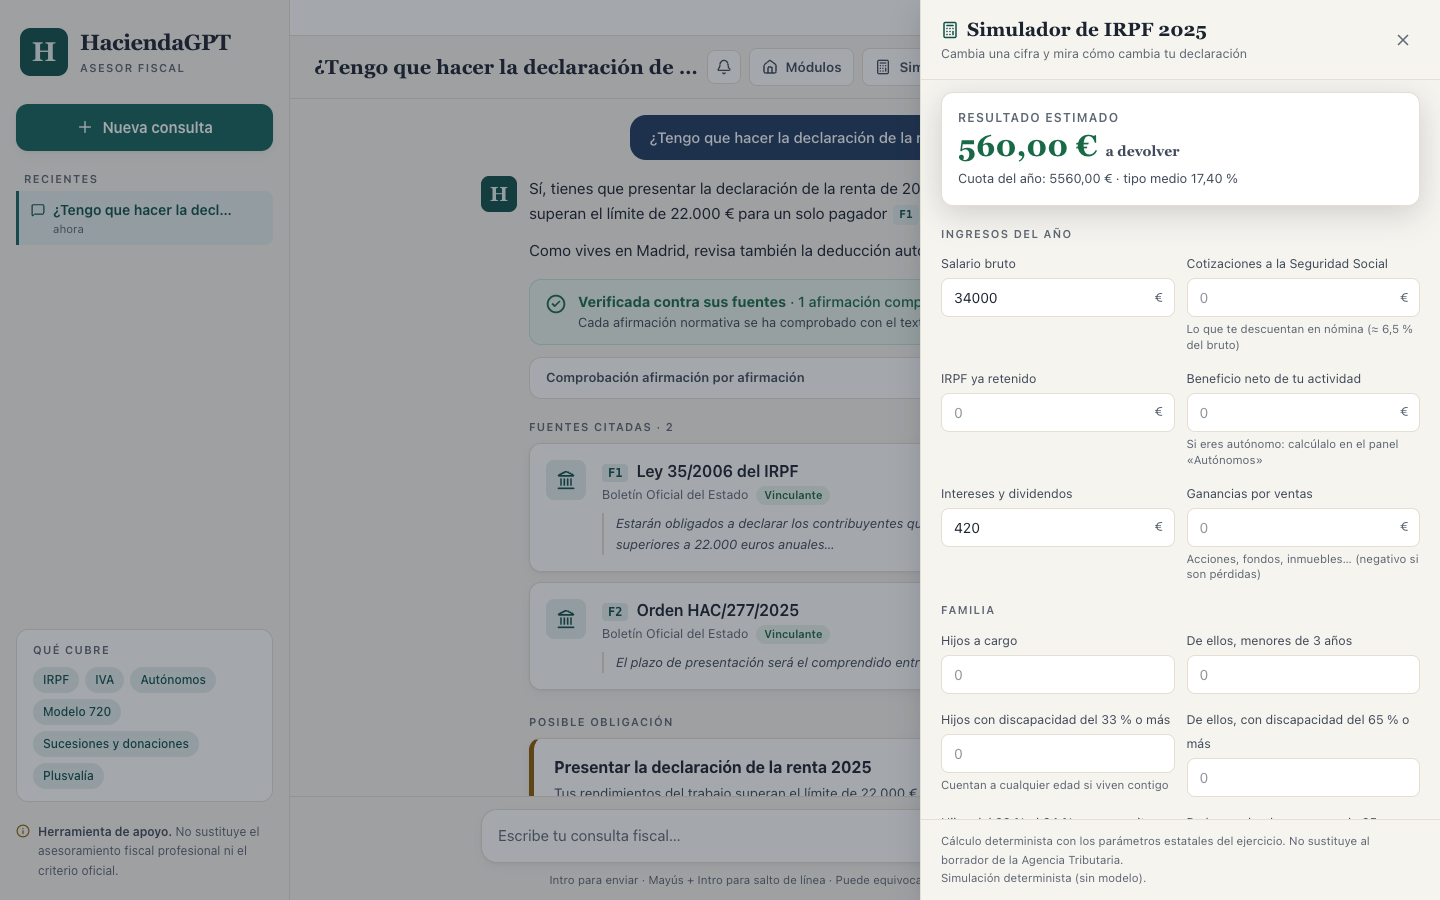 H
HaciendaGPT
ASESOR FISCAL
Nueva consulta
RECIENTES
¿Tengo que hacer la decl...
ahora
QUÉ CUBRE
IRPF
IVA
Autónomos
Modelo 720
Sucesiones y donaciones
Plusvalía
Herramienta de apoyo. No sustituye el
asesoramiento fiscal profesional ni el
criterio oficial.
¿Tengo que hacer la declaración de ...
Módulos
Sim
¿Tengo que hacer la declaración de la r
H
Sí, tienes que presentar la declaración de la renta de 20
superan el límite de 22.000 € para un solo pagador F1
Como vives en Madrid, revisa también la deducción auto
Verificada contra sus fuentes · 1 afirmación comp
Cada afirmación normativa se ha comprobado con el text
Comprobación afirmación por afirmación
FUENTES CITADAS · 2
F1 Ley 35/2006 del IRPF
Boletín Oficial del Estado Vinculante
Estarán obligados a declarar los contribuyentes qu
superiores a 22.000 euros anuales...
F2 Orden HAC/277/2025
Boletín Oficial del Estado Vinculante
El plazo de presentación será el comprendido entr
POSIBLE OBLIGACIÓN
Presentar la declaración de la renta 2025
Tus rendimientos del trabajo superan el límite de 22.000 €
Escribe tu consulta fiscal...
Intro para enviar · Mayús + Intro para salto de línea · Puede equivoca
Simulador de IRPF 2025
Cambia una cifra y mira cómo cambia tu declaración
RESULTADO ESTIMADO
560,00 € a devolver
Cuota del año: 5560,00 € · tipo medio 17,40 %
INGRESOS DEL AÑO
Salario bruto
34000 €
Cotizaciones a la Seguridad Social
0 €
Lo que te descuentan en nómina (≈ 6,5 %
del bruto)
IRPF ya retenido
0 €
Beneficio neto de tu actividad
0 €
Si eres autónomo: calcúlalo en el panel
«Autónomos»
Intereses y dividendos
420 €
Ganancias por ventas
0 €
Acciones, fondos, inmuebles... (negativo si
son pérdidas)
FAMILIA
Hijos a cargo
0
De ellos, menores de 3 años
0
Hijos con discapacidad del 33 % o más
0
Cuentan a cualquier edad si viven contigo
De ellos, con discapacidad del 65 % o
más
0
Cálculo determinista con los parámetros estatales del ejercicio. No sustituye al
borrador de la Agencia Tributaria.
Simulación determinista (sin modelo).